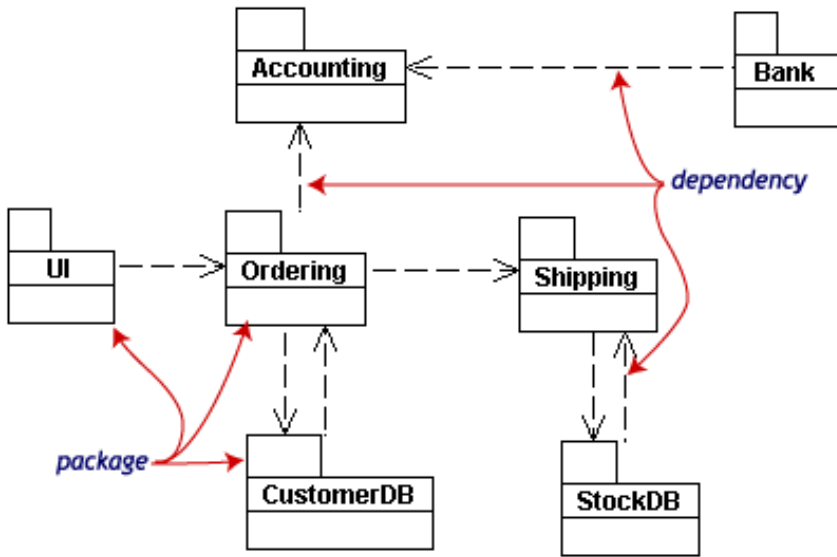 Accounting
Bank
dependency
UI
Ordering
Shipping
package
CustomerDB
StockDB